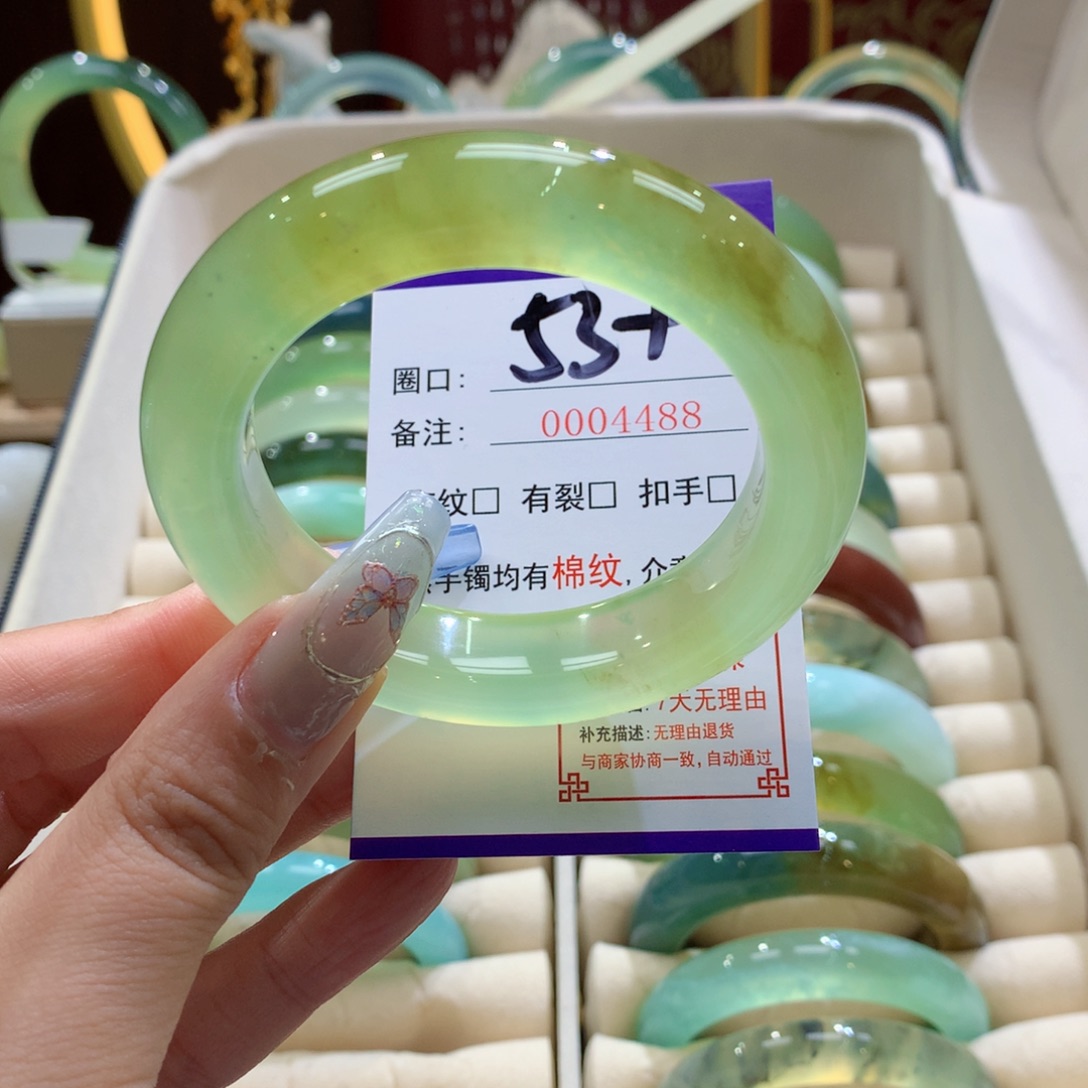 圈口: 53+
备注: 0004488
纹□ 有裂□ 扣手□
手镯均有棉纹, 介
7天无理由
补充描述: 无理由退货
与商家协商一致, 自动通过